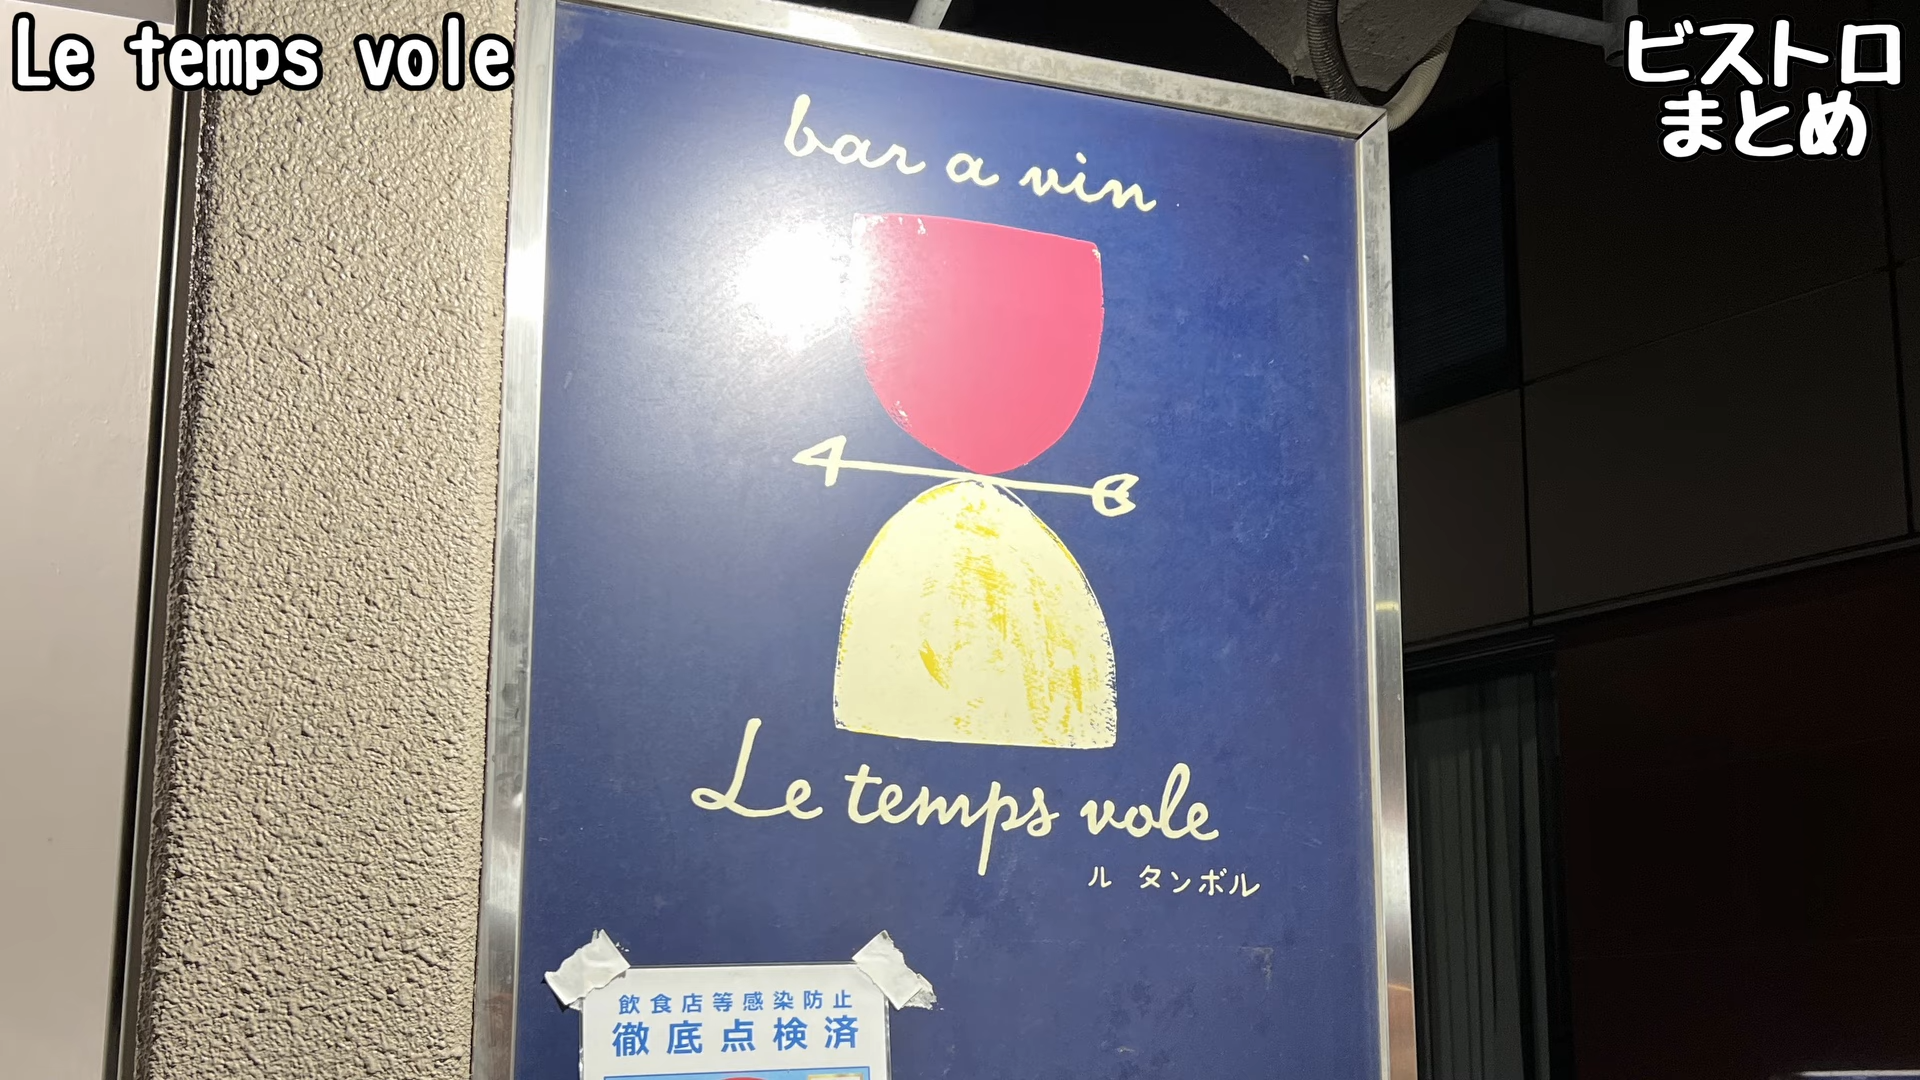 Le temps vole
ビストロ
まとめ
bar a vin
Le temps vole
ル タンボル
飲食店等感染防止
徹底点検済